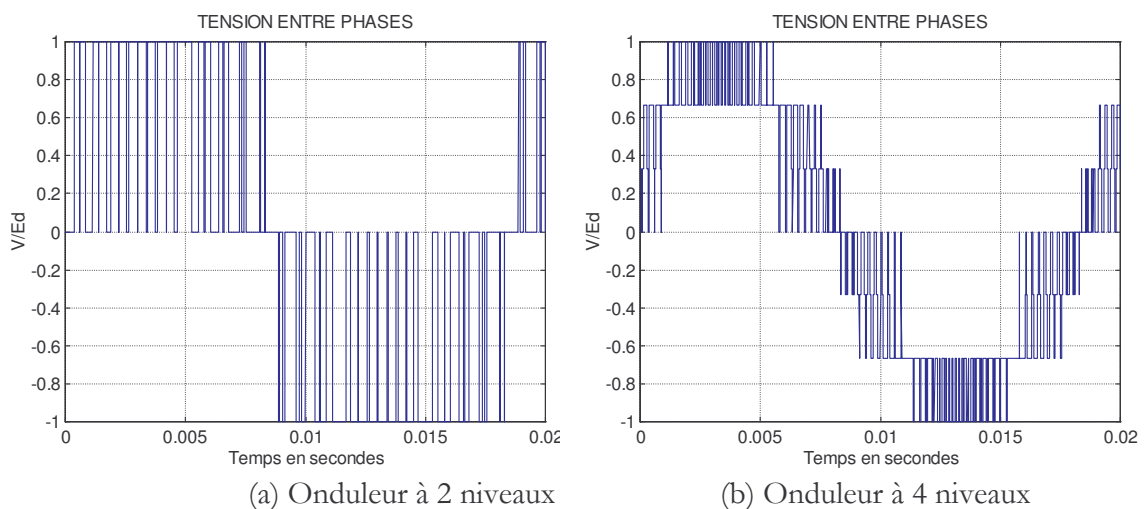 TENSION ENTRE PHASES
1
0.8
0.6
0.4
0.2
0
-0.2
-0.4
-0.6
-0.8
-1
V/Ed
0 0.005 0.01 0.015 0.02
Temps en secondes
(a) Onduleur à 2 niveaux
TENSION ENTRE PHASES
1
0.8
0.6
0.4
0.2
0
-0.2
-0.4
-0.6
-0.8
-1
V/Ed
0 0.005 0.01 0.015 0.02
Temps en secondes
(b) Onduleur à 4 niveaux